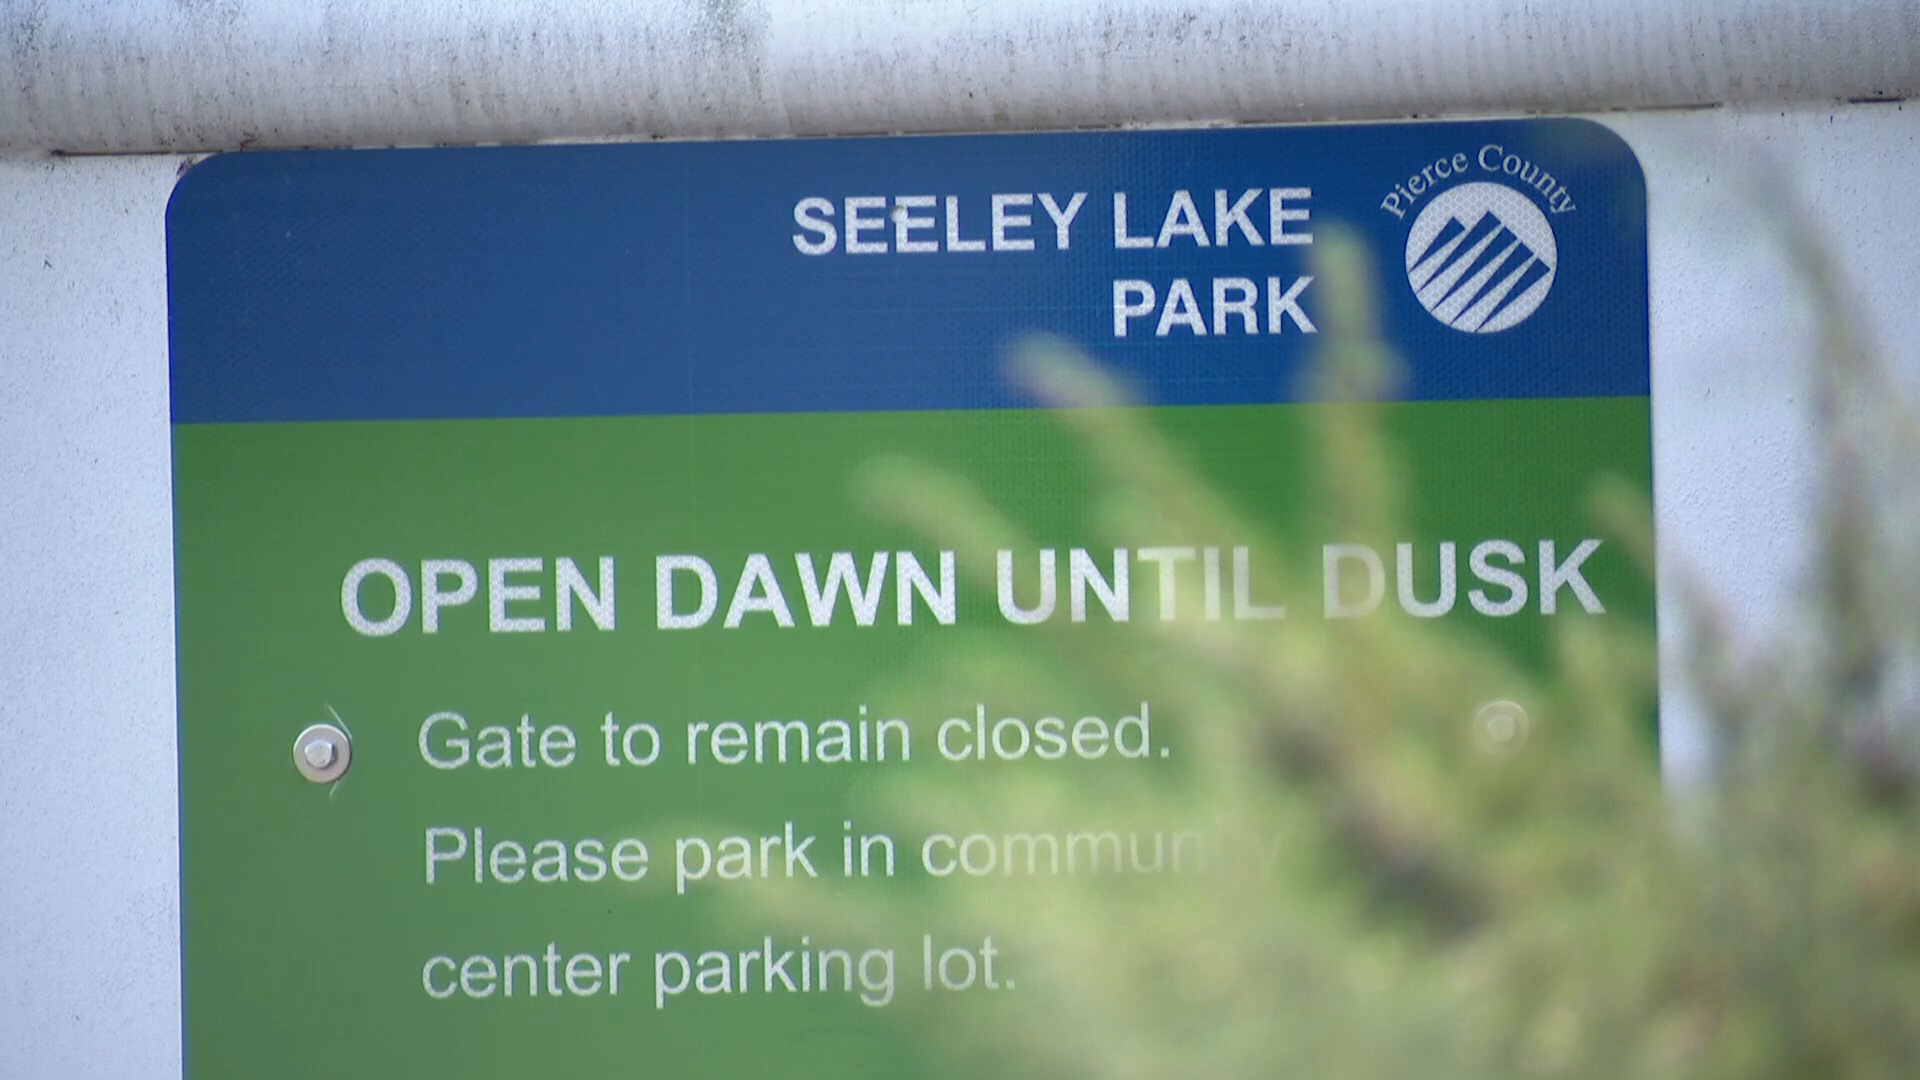 Pierce County
SEELEY LAKE
PARK
OPEN DAWN UNTIL DUSK
Gate to remain closed.
Please park in community
center parking lot.